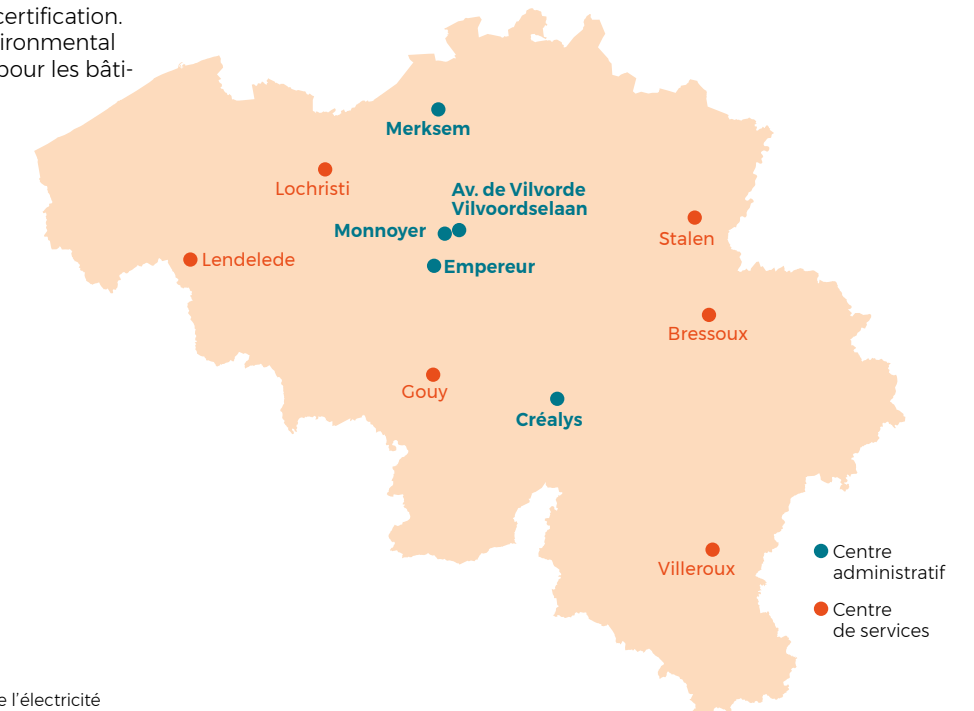 certification.
pour les bâti-
Merksem
Lochristi
Av. de Vilvorde
Vilvoordselaan
Monnoyer
Stalen
Lendelede
Empereur
Bressoux
Gouy
Créalys
Centre
administratif
Villeroux
Centre
de services
l'électricité